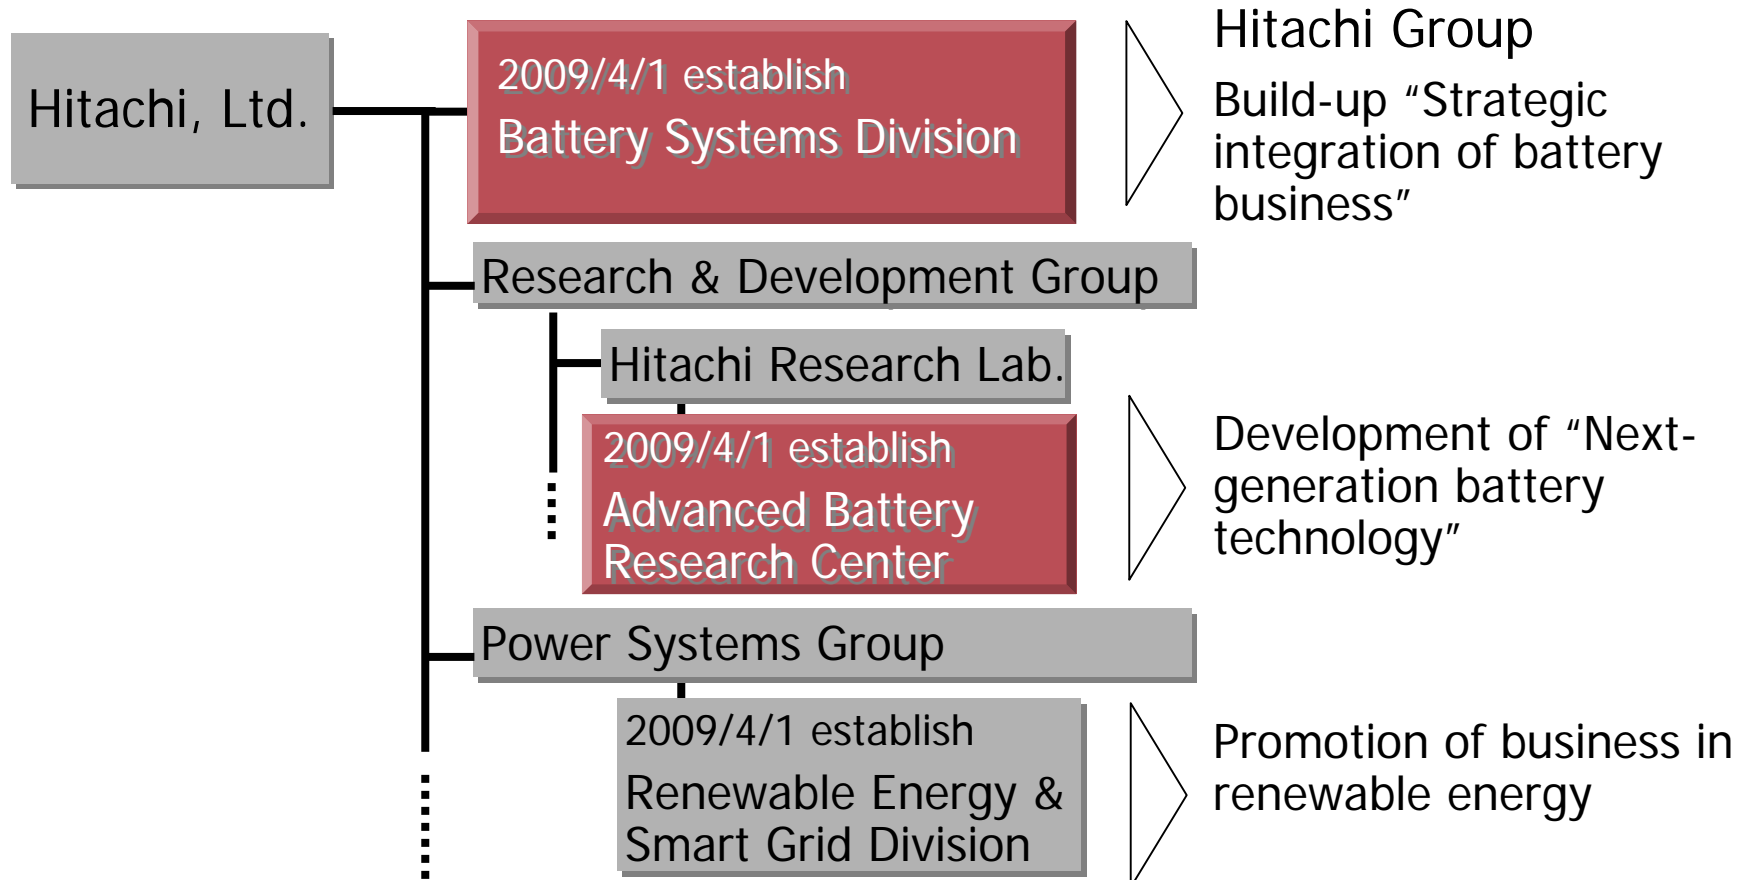 Hitachi, Ltd.
2009/4/1 establish
Battery Systems Division
Hitachi Group
Build-up “Strategic
integration of battery
business”
Research & Development Group
Hitachi Research Lab.
2009/4/1 establish
Advanced Battery
Research Center
Development of “Next-
generation battery
technology”
Power Systems Group
2009/4/1 establish
Renewable Energy &
Smart Grid Division
Promotion of business in
renewable energy